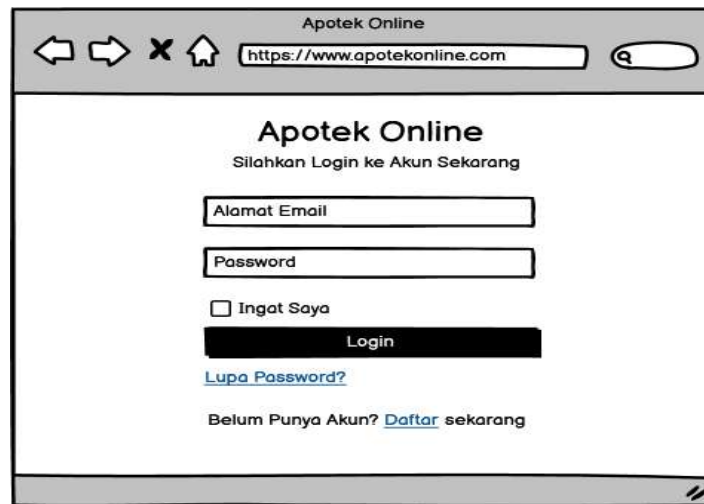 Apotek Online
https://www.apotekonline.com
Apotek Online
Silahkan Login ke Akun Sekarang
Alamat Email
Password
Ingat Saya
Login
Lupa Password?
Belum Punya Akun? Daftar sekarang